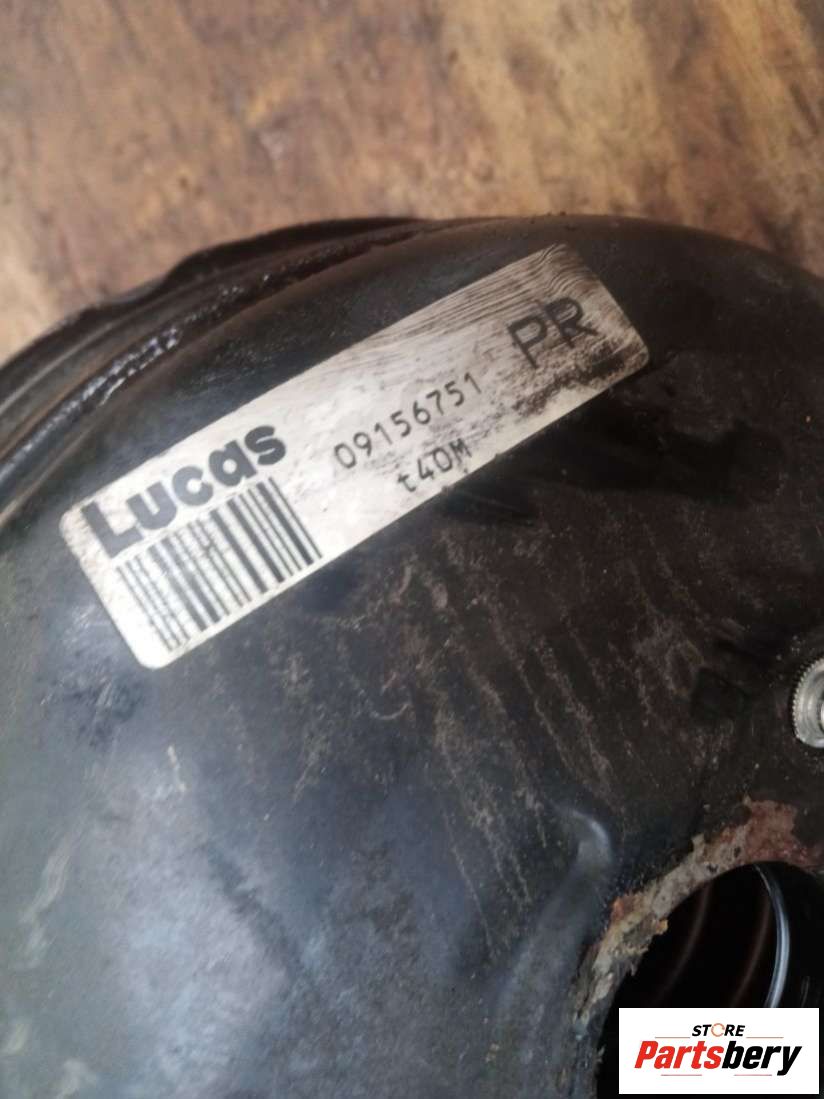 Lucas
09156751
PR
t40M
STORE
Partsbery